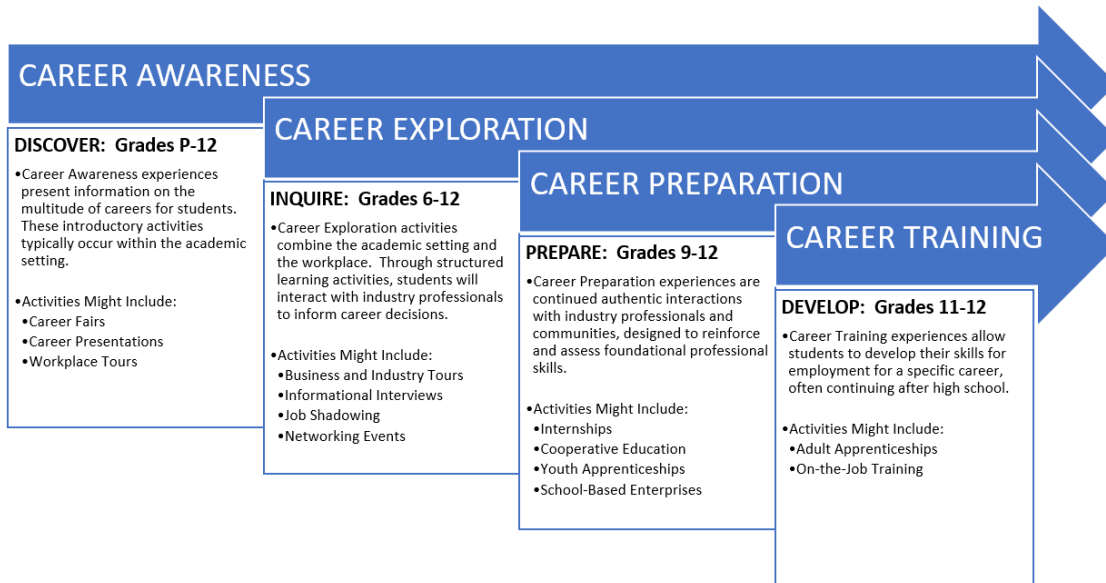 CAREER AWARENESS
DISCOVER: Grades P-12
•Career Awareness experiences
present information on the
multitude of careers for students.
These introductory activities
typically occur within the academic
setting.
•Activities Might Include:
•Career Fairs
•Career Presentations
•Workplace Tours
CAREER EXPLORATION
INQUIRE: Grades 6-12
•Career Exploration activities
combine the academic setting and
the workplace. Through structured
learning activities, students will
interact with industry professionals
to inform career decisions.
•Activities Might Include:
•Business and Industry Tours
•Informational Interviews
•Job Shadowing
•Networking Events
CAREER PREPARATION
PREPARE: Grades 9-12
•Career Preparation experiences are
continued authentic interactions
with industry professionals and
communities, designed to reinforce
and assess foundational professional
skills.
•Activities Might Include:
•Internships
•Cooperative Education
•Youth Apprenticeships
•School-Based Enterprises
CAREER TRAINING
DEVELOP: Grades 11-12
•Career Training experiences allow
students to develop their skills for
employment for a specific career,
often continuing after high school.
•Activities Might Include:
•Adult Apprenticeships
•On-the-Job Training